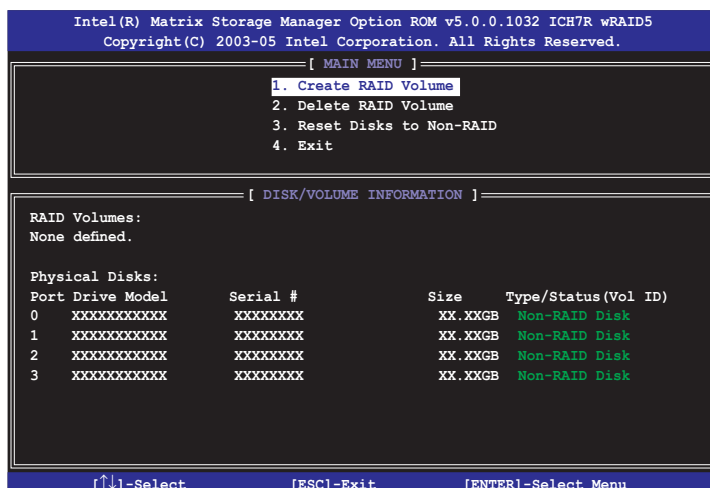 Intel(R) Matrix Storage Manager Option ROM v5.0.0.1032 ICH7R wRAID5
Copyright(C) 2003-05 Intel Corporation. All Rights Reserved.
[ MAIN MENU ]
1. Create RAID Volume
2. Delete RAID Volume
3. Reset Disks to Non-RAID
4. Exit
[ DISK/VOLUME INFORMATION ]
RAID Volumes:
None defined.
Physical Disks:
Port Drive Model Serial # Size Type/Status(Vol ID)
0 XXXXXXXXXXX XXXXXXXX XX.XXGB Non-RAID Disk
1 XXXXXXXXXXX XXXXXXXX XX.XXGB Non-RAID Disk
2 XXXXXXXXXXX XXXXXXXX XX.XXGB Non-RAID Disk
3 XXXXXXXXXXX XXXXXXXX XX.XXGB Non-RAID Disk
[↑↓]-Select [ESC]-Exit [ENTER]-Select Menu